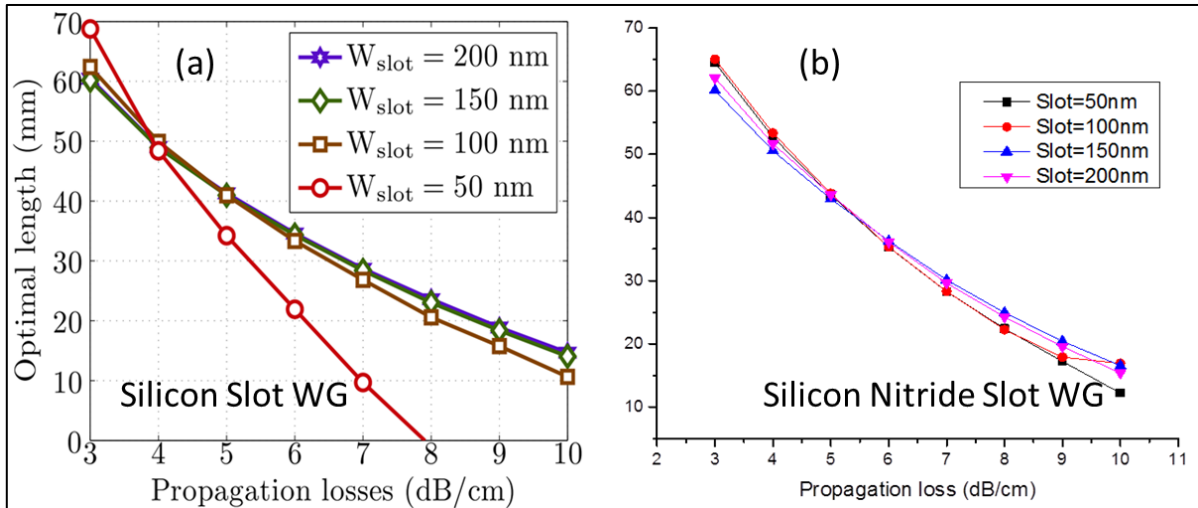 (a)
W_slot = 200 nm
W_slot = 150 nm
W_slot = 100 nm
W_slot = 50 nm
Silicon Slot WG
Optimal length (mm)
70
60
50
40
30
20
10
0
3 4 5 6 7 8 9 10
Propagation losses (dB/cm)
(b)
Slot=50nm
Slot=100nm
Slot=150nm
Slot=200nm
Silicon Nitride Slot WG
70
60
50
40
30
20
10
2 3 4 5 6 7 8 9 10 11
Propagation loss (dB/cm)